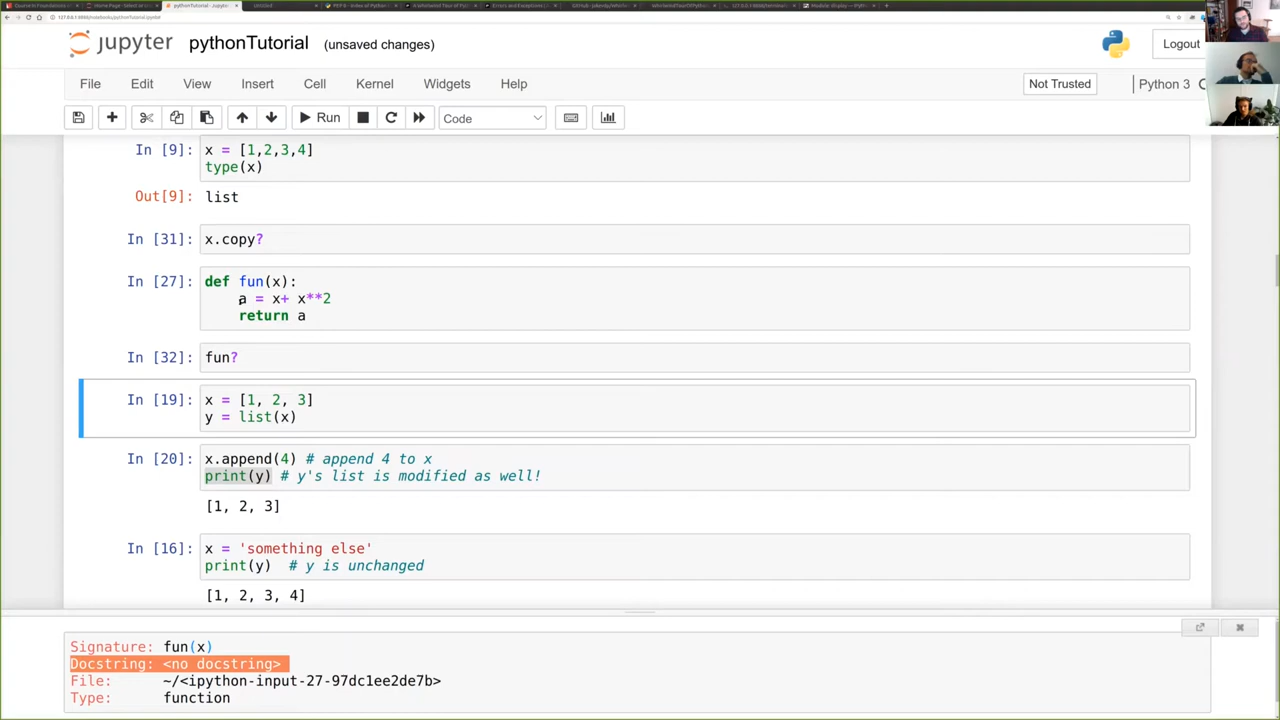 jupyter pythonTutorial (unsaved changes)
Logout
File Edit View Insert Cell Kernel Widgets Help
Not Trusted
Python 3
Run
Code
In [9]: x = [1,2,3,4]
type(x)
Out[9]: list
In [31]: x.copy?
In [27]: def fun(x):
a = x+ x**2
return a
In [32]: fun?
In [19]: x = [1, 2, 3]
y = list(x)
In [20]: x.append(4) # append 4 to x
print(y) # y's list is modified as well!
[1, 2, 3]
In [16]: x = 'something else'
print(y) # y is unchanged
[1, 2, 3, 4]
Signature: fun(x)
Docstring: <no docstring>
File: ~/<ipython-input-27-97dc1ee2de7b>
Type: function